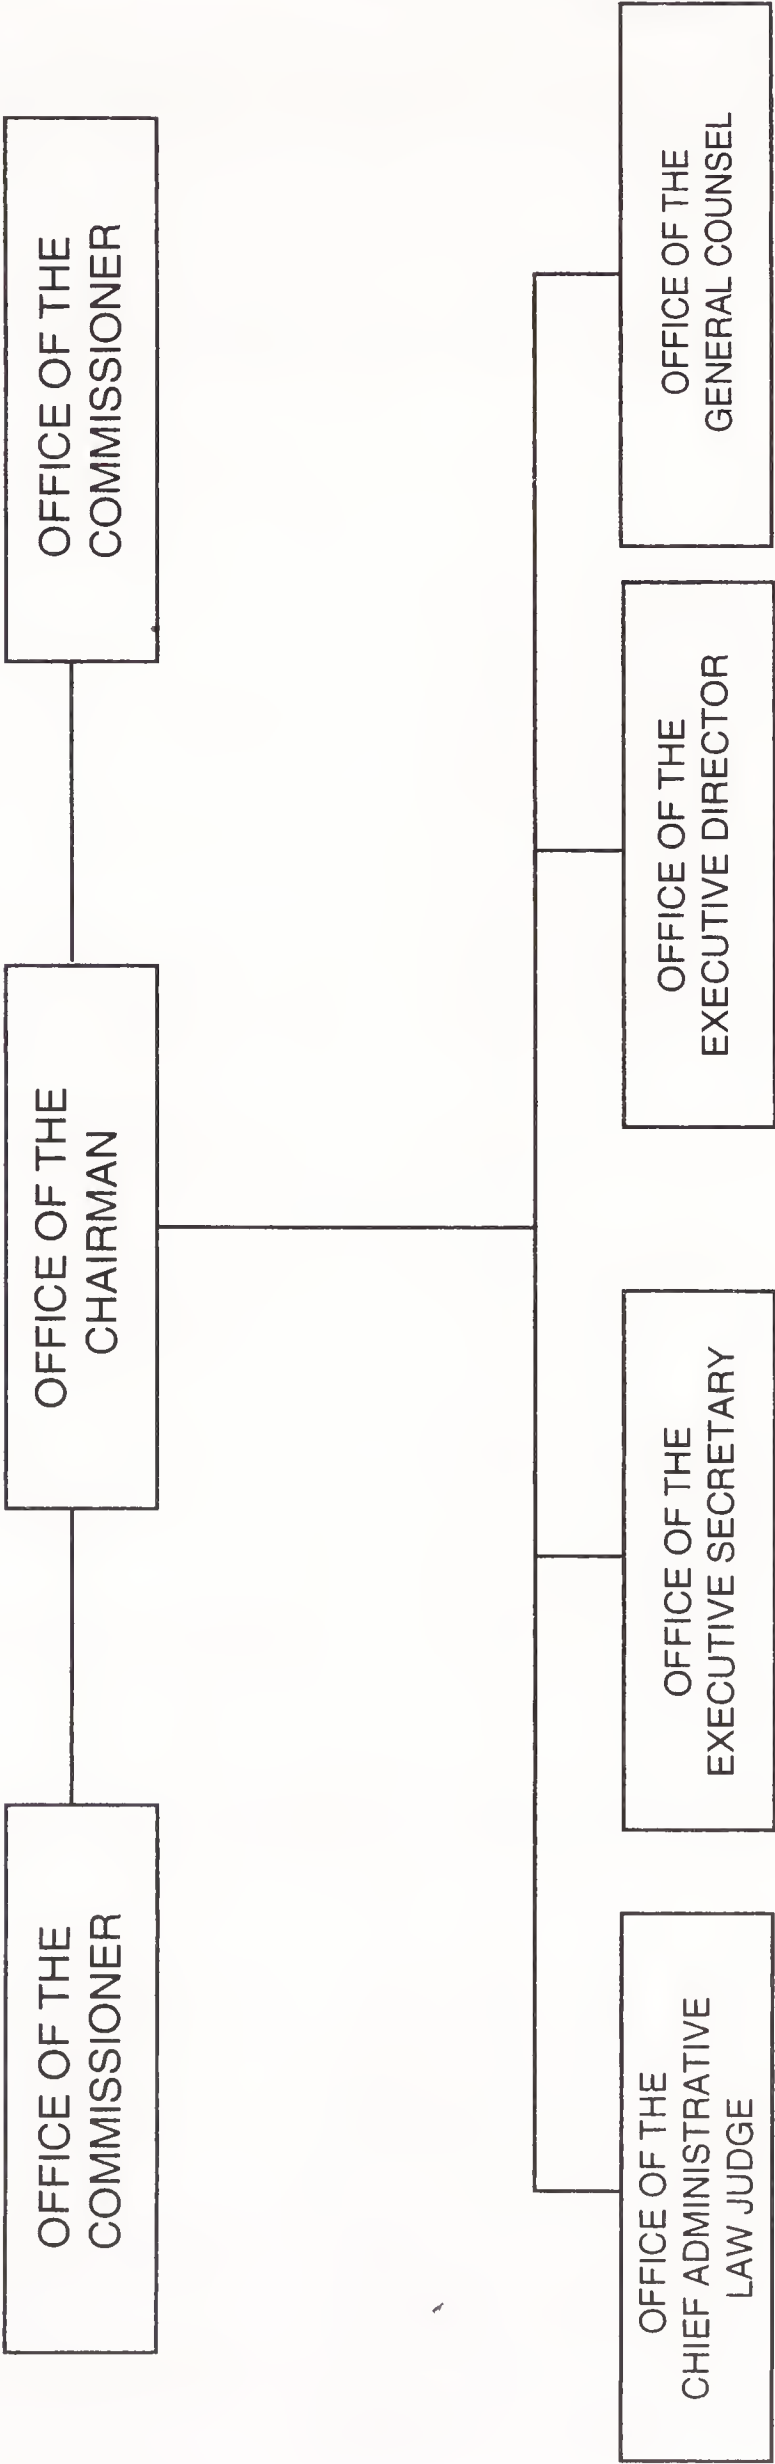 OFFICE OF THE
COMMISSIONER
OFFICE OF THE
CHAIRMAN
OFFICE OF THE
COMMISSIONER
OFFICE OF THE
CHIEF ADMINISTRATIVE
LAW JUDGE
OFFICE OF THE
EXECUTIVE SECRETARY
OFFICE OF THE
EXECUTIVE DIRECTOR
OFFICE OF THE
GENERAL COUNSEL